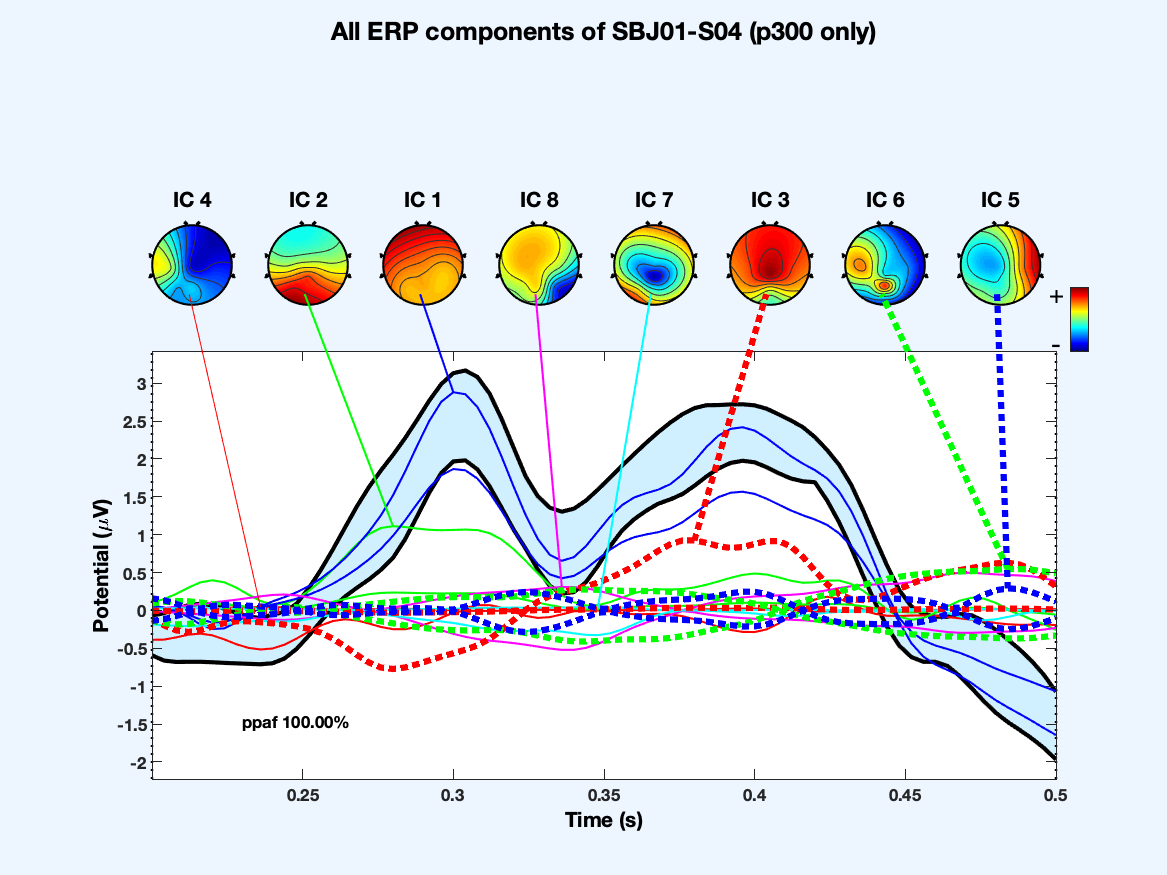 All ERP components of SBJ01-S04 (p300 only)
IC 4 IC 2 IC 1 IC 8 IC 7 IC 3 IC 6 IC 5
+
-
3
2.5
2
1.5
1
0.5
0
-0.5
-1
-1.5
-2
Potential (μV)
ppaf 100.00%
0.25 0.3 0.35 0.4 0.45 0.5
Time (s)